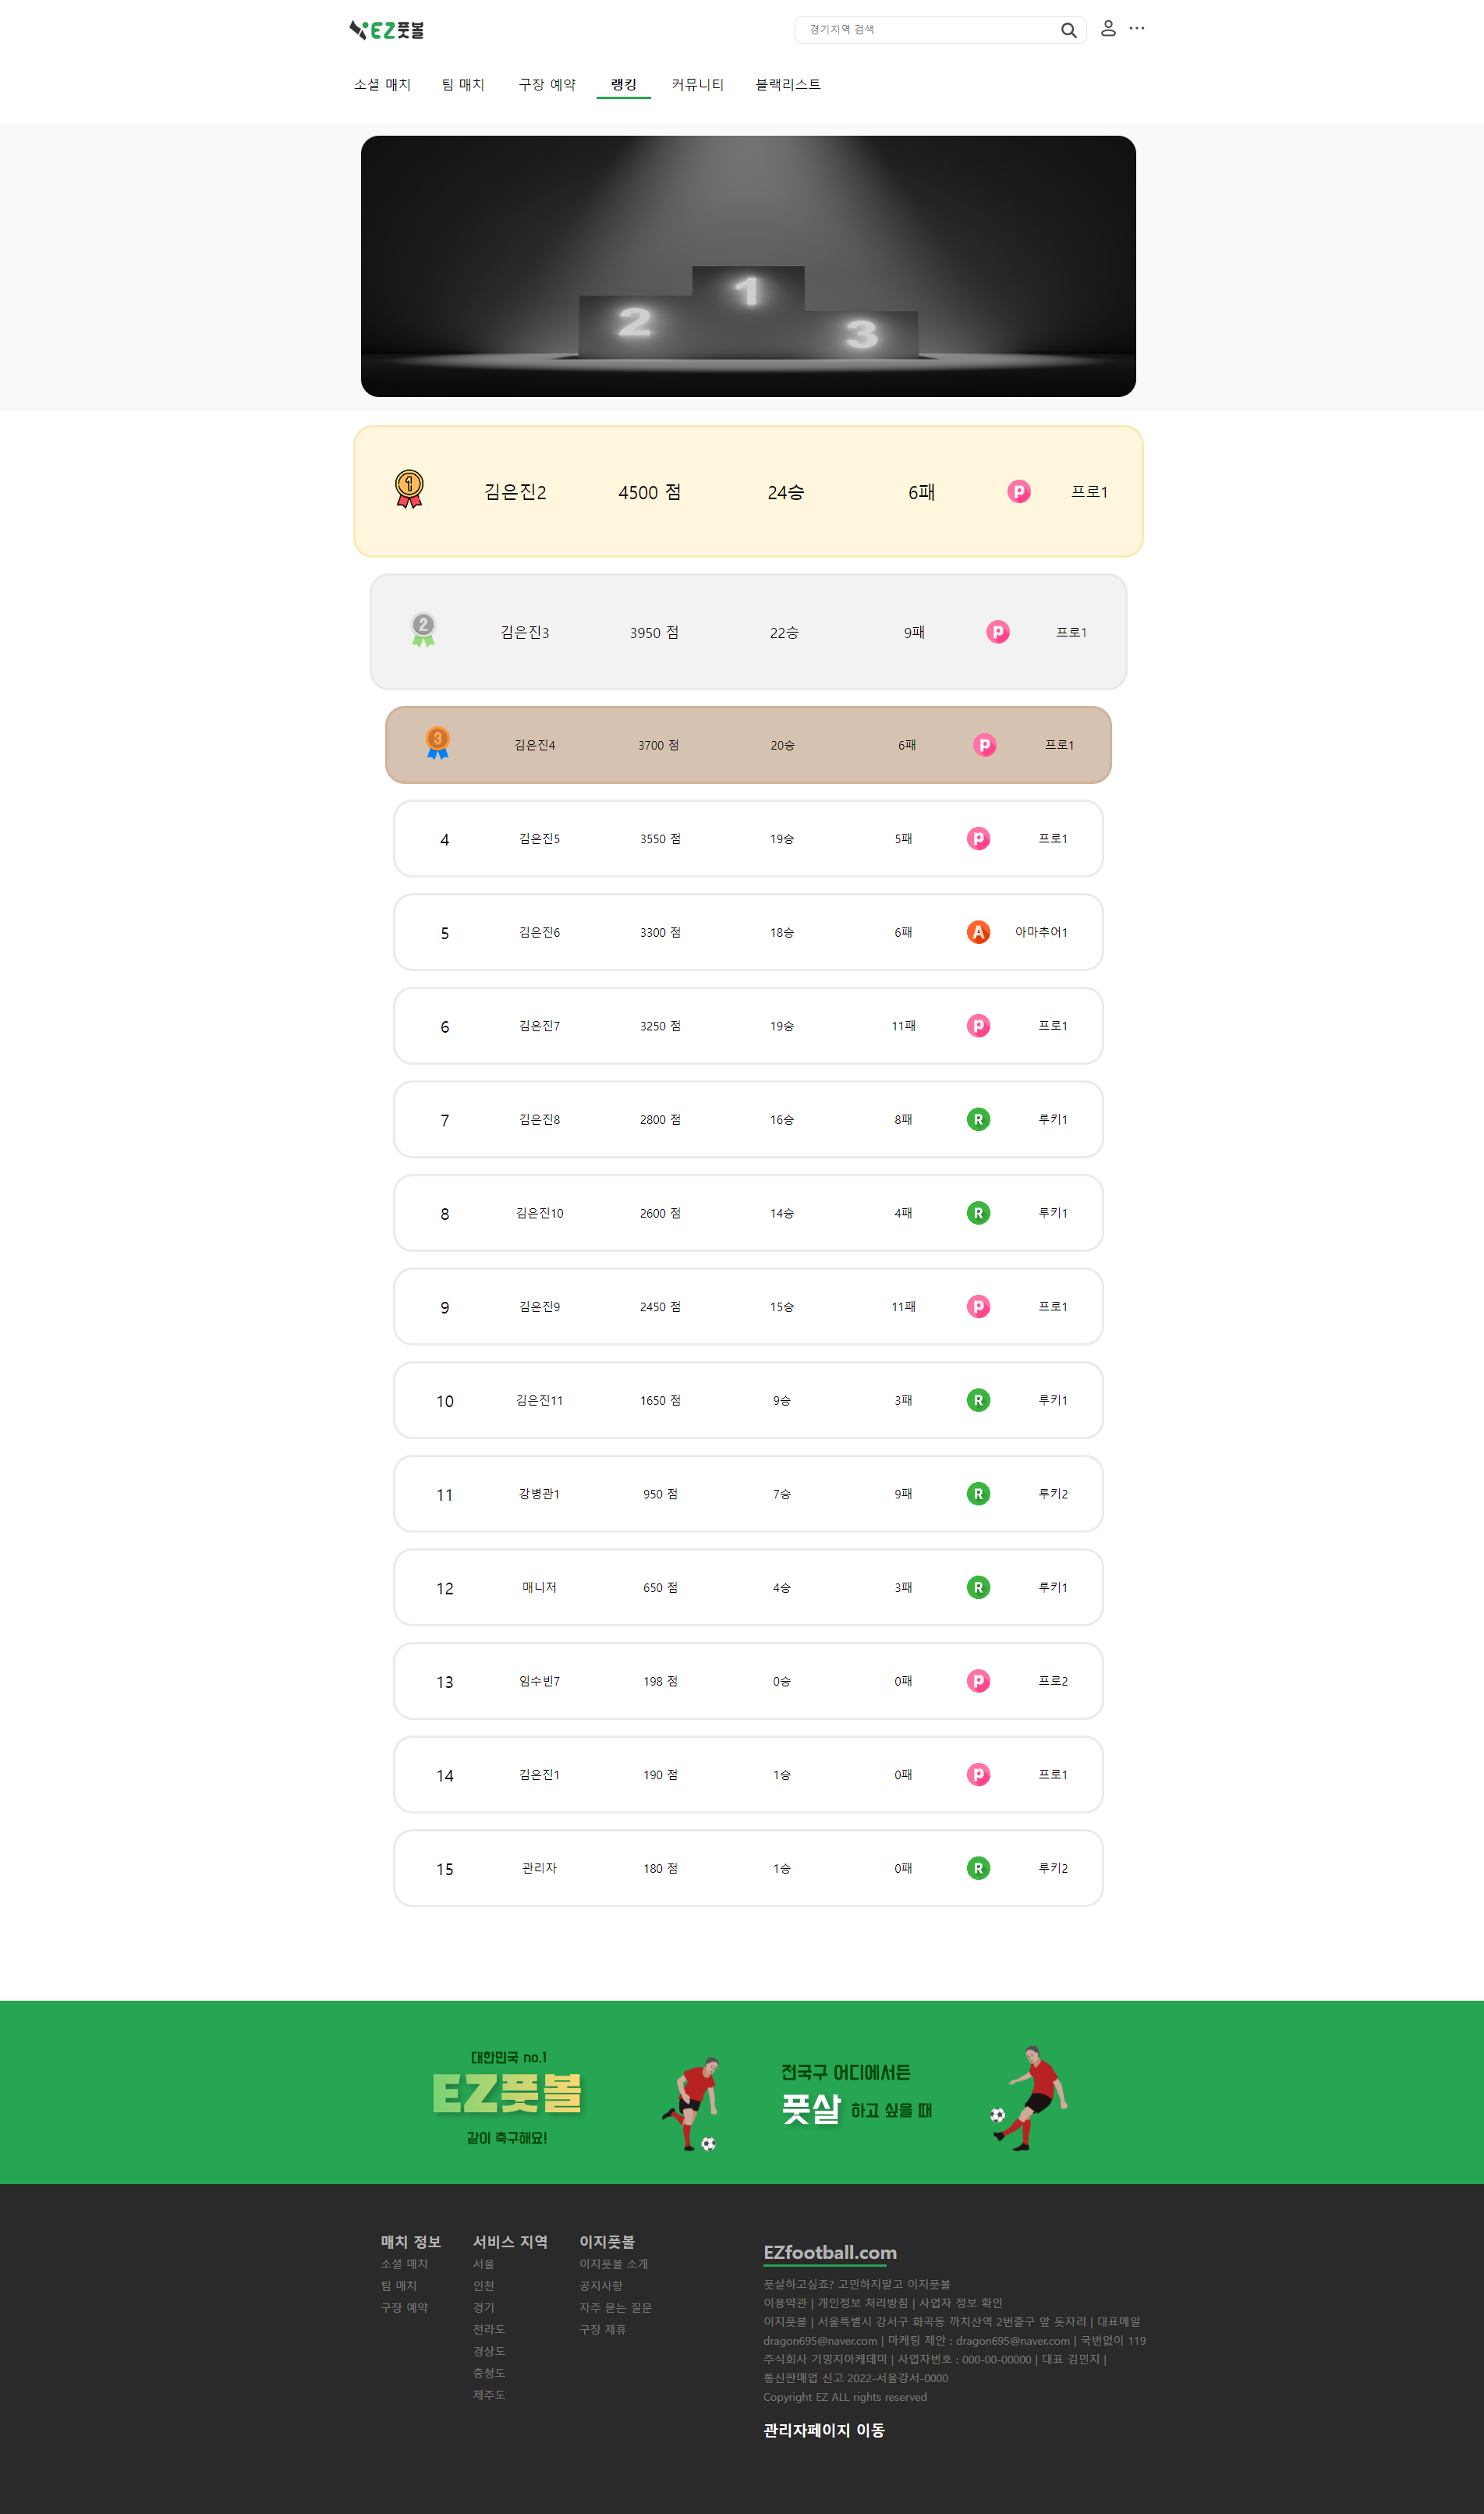 EZ풋볼
경기지역 검색
소셜 매치 팀 매치 구장 예약 랭킹 커뮤니티 블랙리스트
1
2
3
1 김은진2 4500 점 24승 6패 P 프로1
2 김은진3 3950 점 22승 9패 P 프로1
3 김은진4 3700 점 20승 6패 P 프로1
4 김은진5 3550 점 19승 5패 P 프로1
5 김은진6 3300 점 18승 6패 A 아마추어1
6 김은진7 3250 점 19승 11패 P 프로1
7 김은진8 2800 점 16승 8패 R 루키1
8 김은진10 2600 점 14승 4패 R 루키1
9 김은진9 2450 점 15승 11패 P 프로1
10 김은진11 1650 점 9승 3패 R 루키1
11 강병관1 950 점 7승 9패 R 루키2
12 매니저 650 점 4승 3패 R 루키1
13 임수빈7 198 점 0승 0패 P 프로2
14 김은진1 190 점 1승 0패 P 프로1
15 관리자 180 점 1승 0패 R 루키2
대한민국 no.1
EZ풋볼
같이 축구해요!
전국구 어디에서든
풋살 하고 싶을 때
매치 정보
소셜 매치
팀 매치
구장 예약
서비스 지역
서울
인천
경기
전라도
경상도
충청도
제주도
이지풋볼
이지풋볼 소개
공지사항
자주 묻는 질문
구장 제휴
EZfootball.com
풋살하고싶죠? 고민하지말고 이지풋볼
이용약관 | 개인정보 처리방침 | 사업자 정보 확인
이지풋볼 | 서울특별시 강서구 화곡동 까치산역 2번출구 앞 돗자리 | 대표메일
dragon695@naver.com | 마케팅 제안 : dragon695@naver.com | 국번없이 119
주식회사 기밍지아케데미 | 사업자번호 : 000-00-00000 | 대표 김민지 |
통신판매업 신고 2022-서울강서-0000
Copyright EZ ALL rights reserved
관리자페이지 이동